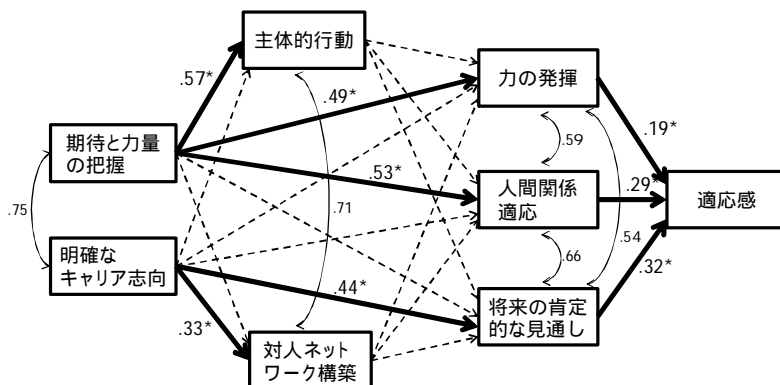 主体的行動
力の発揮
.57*
.49*
.19*
.59
期待と力量
の把握
.53*
人間関係
適応
.29*
適応感
.75
.71
.54
.66
明確な
キャリア志向
.44*
.32*
.33*
将来の肯定
的な見通し
対人ネット
ワーク構築